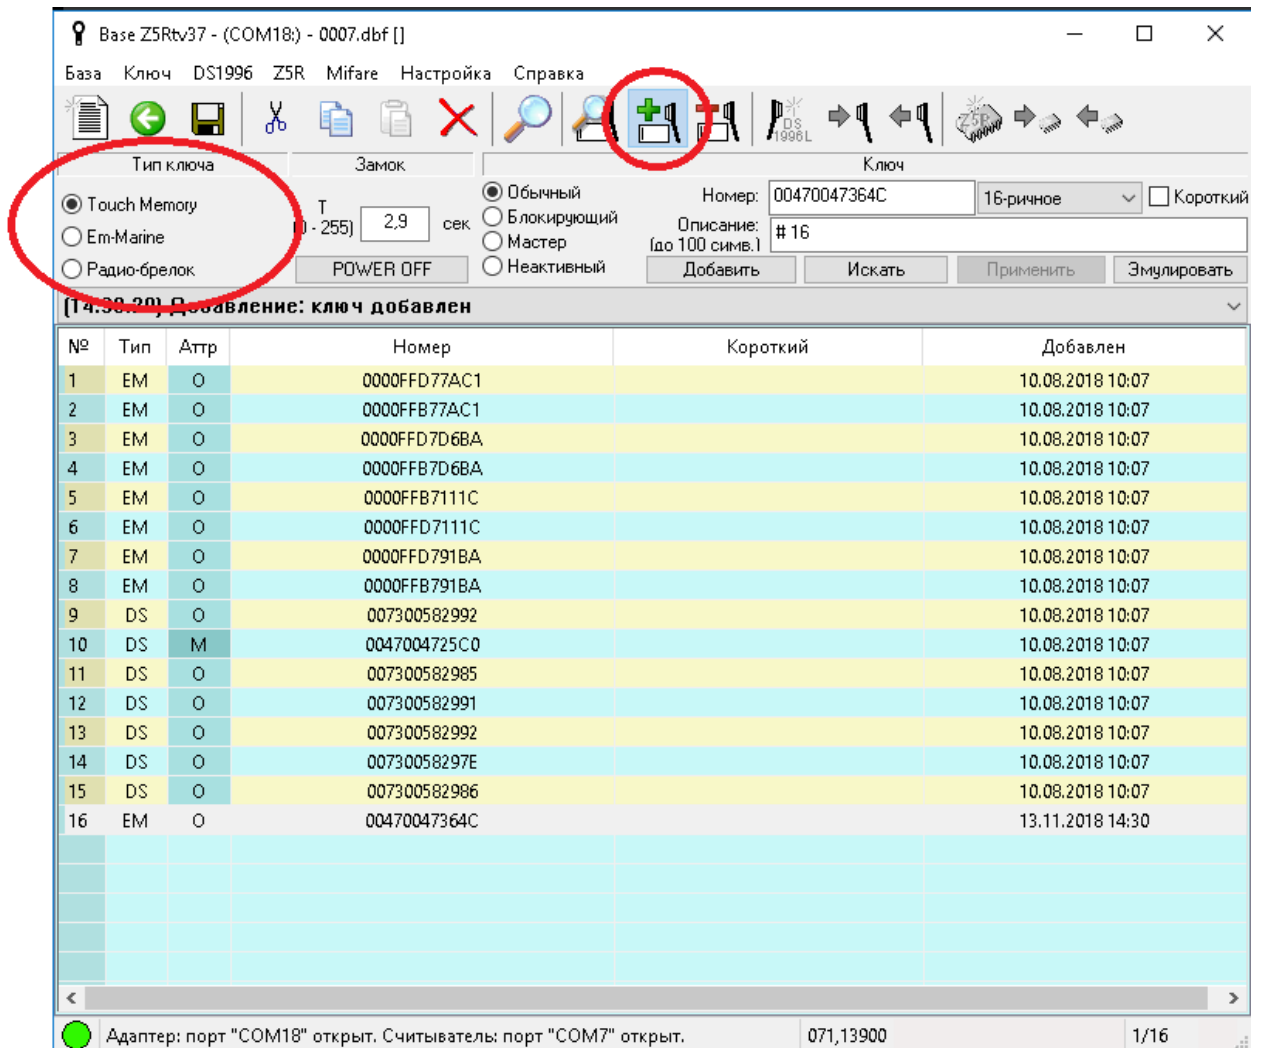 Base Z5Rtv37 - (COM18:) - 0007.dbf []
База Ключ DS1996 Z5R Mifare Настройка Справка
DS 1996L Z5R
Тип ключа Замок Ключ
Touch Memory
Em-Marine
Радио-брелок
T
- 255) 2,9 сек
POWER OFF
Обычный
Блокирующий
Мастер
Неактивный
Номер: 00470047364C 16-ричное Короткий
Описание: (до 100 симв.) # 16
Добавить Искать Применить Эмулировать
Добавление: ключ добавлен
№ Тип Аттр Номер Короткий Добавлен
1 EM O 0000FFD77AC1 10.08.2018 10:07
2 EM O 0000FFB77AC1 10.08.2018 10:07
3 EM O 0000FFD7D6BA 10.08.2018 10:07
4 EM O 0000FFB7D6BA 10.08.2018 10:07
5 EM O 0000FFB7111C 10.08.2018 10:07
6 EM O 0000FFD7111C 10.08.2018 10:07
7 EM O 0000FFD791BA 10.08.2018 10:07
8 EM O 0000FFB791BA 10.08.2018 10:07
9 DS O 007300582992 10.08.2018 10:07
10 DS M 0047004725C0 10.08.2018 10:07
11 DS O 007300582985 10.08.2018 10:07
12 DS O 007300582991 10.08.2018 10:07
13 DS O 007300582992 10.08.2018 10:07
14 DS O 00730058297E 10.08.2018 10:07
15 DS O 007300582986 10.08.2018 10:07
16 EM O 00470047364C 13.11.2018 14:30
Адаптер: порт "COM18" открыт. Считыватель: порт "COM7" открыт. 071,13900 1/16